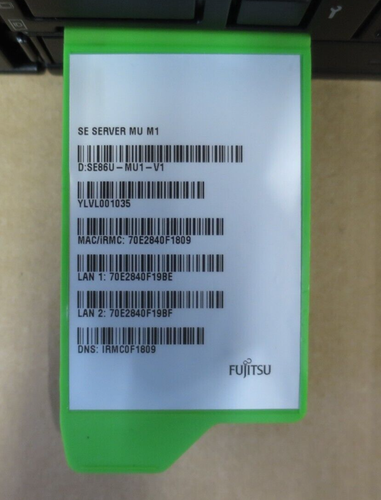 SE SERVER MU M1
D:SE86U-MU1-V1
YLVL001035
MAC/iRMC: 70E2840F1809
LAN 1: 70E2840F19BE
LAN 2: 70E2840F19BF
DNS: IRMC0F1809
FUJITSU